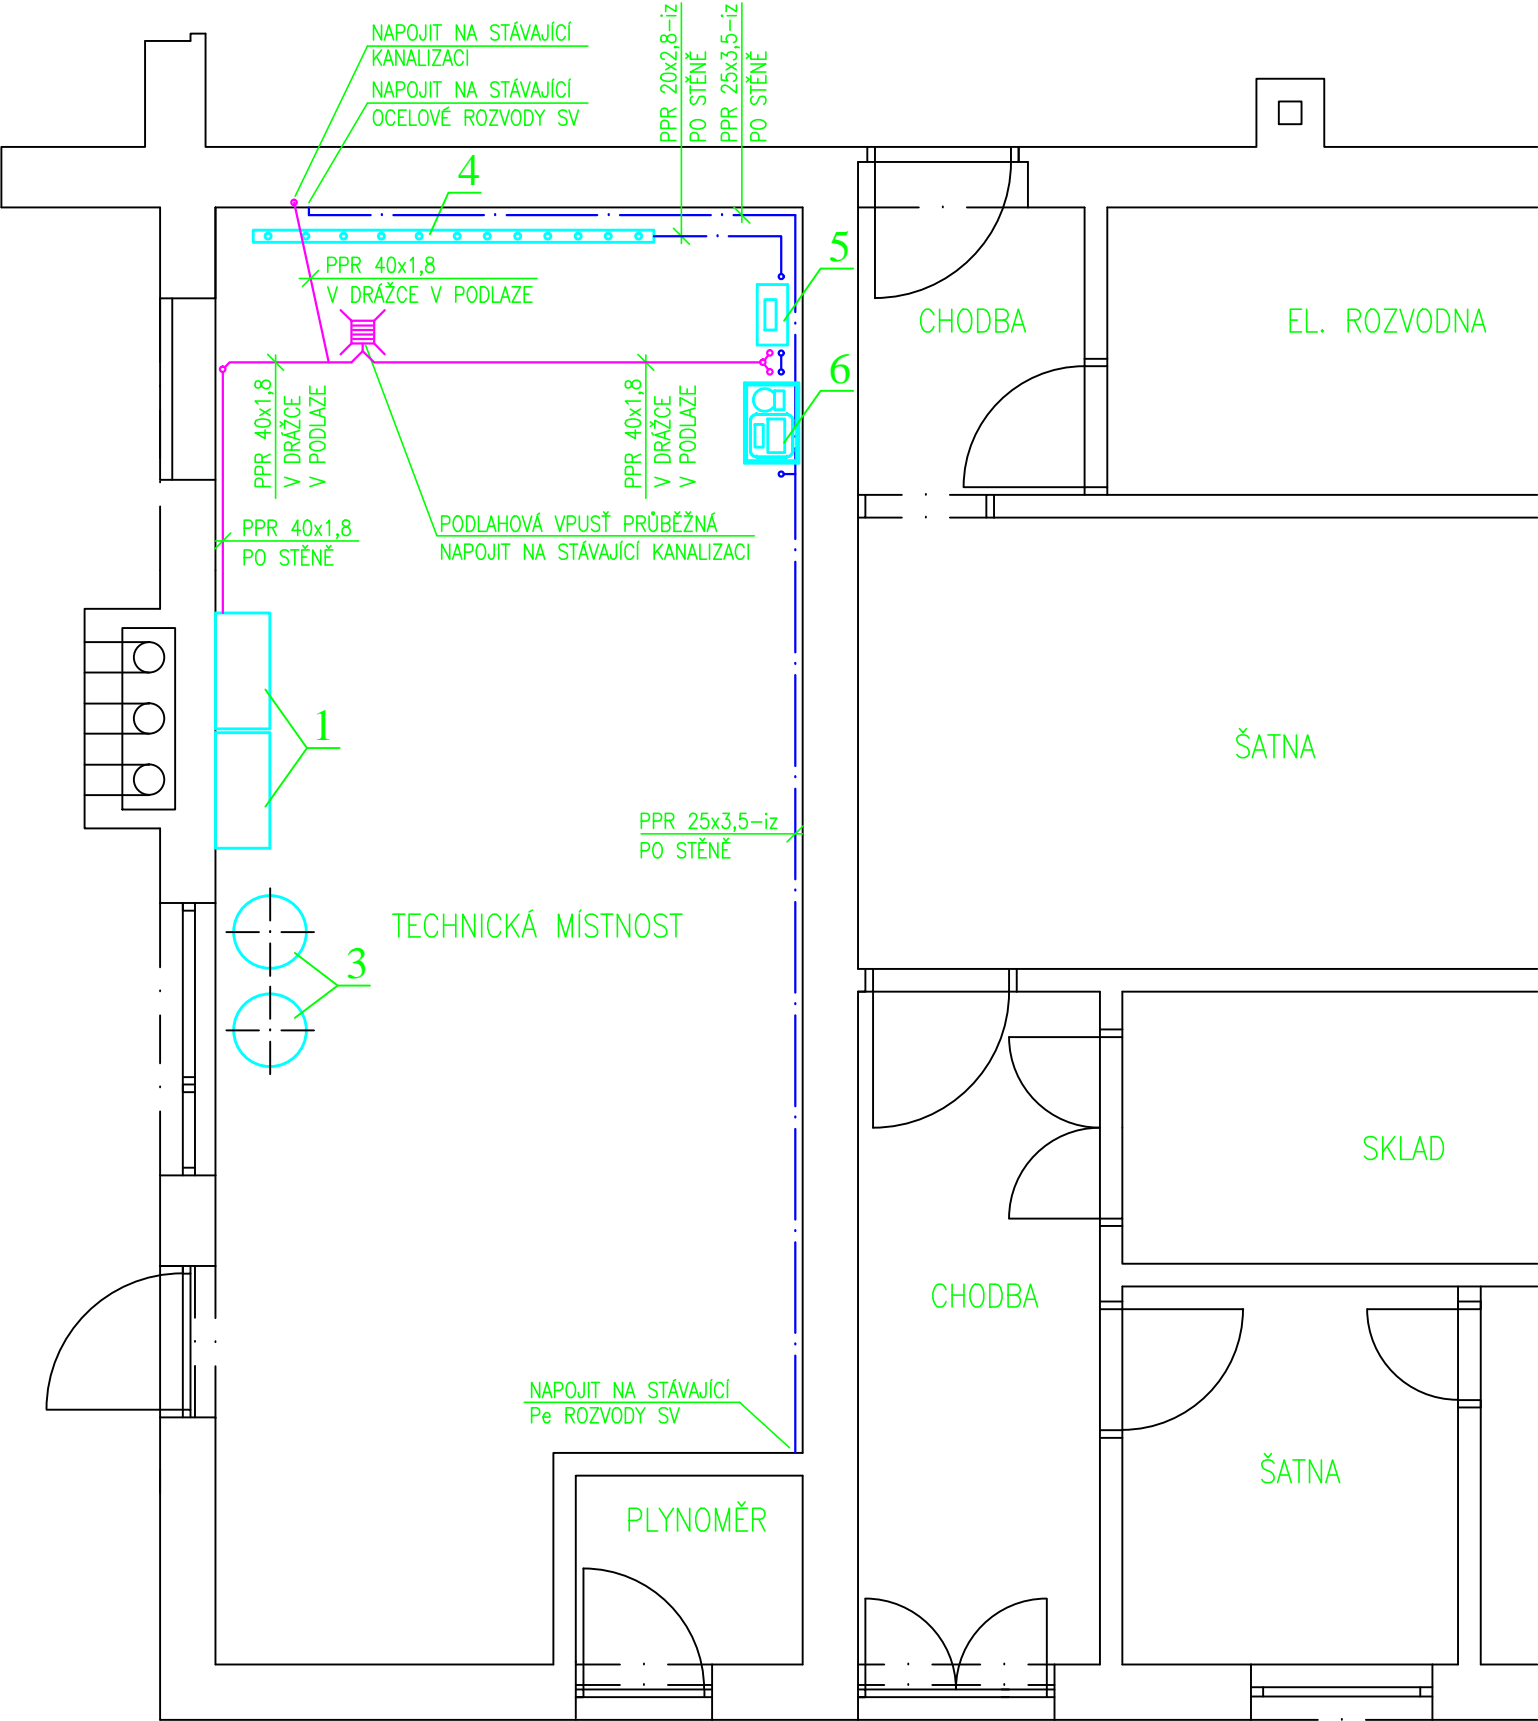 NAPOJIT NA STÁVAJÍCÍ
KANALIZACI
NAPOJIT NA STÁVAJÍCÍ
OCELOVÉ ROZVODY SV
PPR 20x2,8-iz
PO STĚNĚ
PPR 25x3,5-iz
PO STĚNĚ
4
5
PPR 40x1,8
V DRÁŽCE V PODLAZE
CHODBA
EL. ROZVODNA
6
PPR 40x1,8
V DRÁŽCE
V PODLAZE
PPR 40x1,8
V DRÁŽCE
V PODLAZE
PPR 40x1,8
PO STĚNĚ
PODLAHOVÁ VPUSŤ PRŮBĚŽNÁ
NAPOJIT NA STÁVAJÍCÍ KANALIZACI
1
ŠATNA
PPR 25x3,5-iz
PO STĚNĚ
TECHNICKÁ MÍSTNOST
3
SKLAD
CHODBA
NAPOJIT NA STÁVAJÍCÍ
Pe ROZVODY SV
ŠATNA
PLYNOMĚR